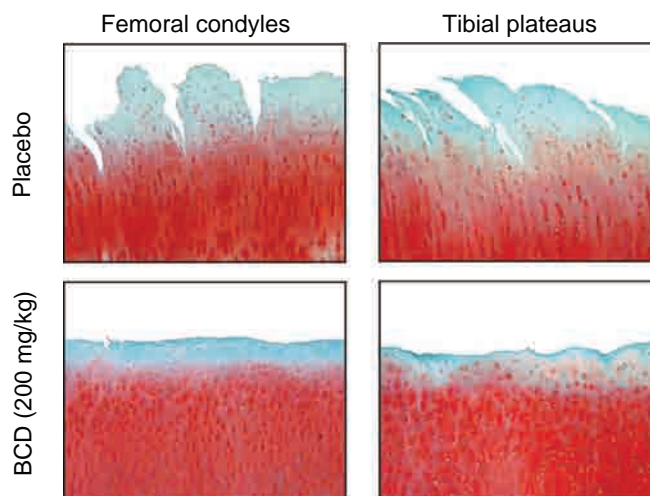 Femoral condyles
Tibial plateaus
Placebo
BCD (200 mg/kg)